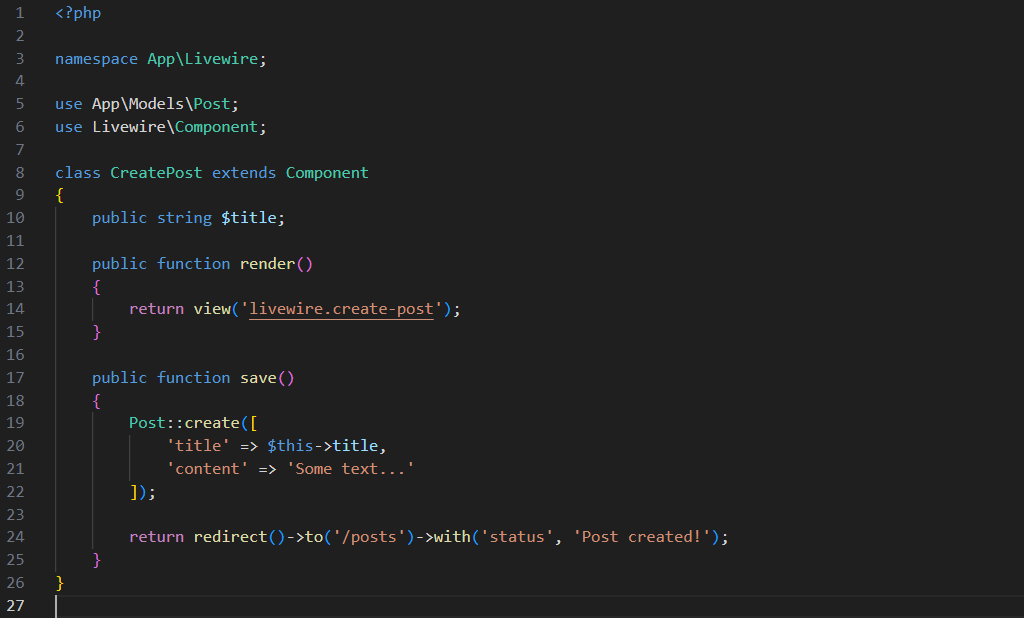 1 <?php
2
3 namespace App\Livewire;
4
5 use App\Models\Post;
6 use Livewire\Component;
7
8 class CreatePost extends Component
9 {
10     public string $title;
11
12     public function render()
13     {
14         return view('livewire.create-post');
15     }
16
17     public function save()
18     {
19         Post::create([
20             'title' => $this->title,
21             'content' => 'Some text...'
22         ]);
23
24         return redirect()->to('/posts')->with('status', 'Post created!');
25     }
26 }
27